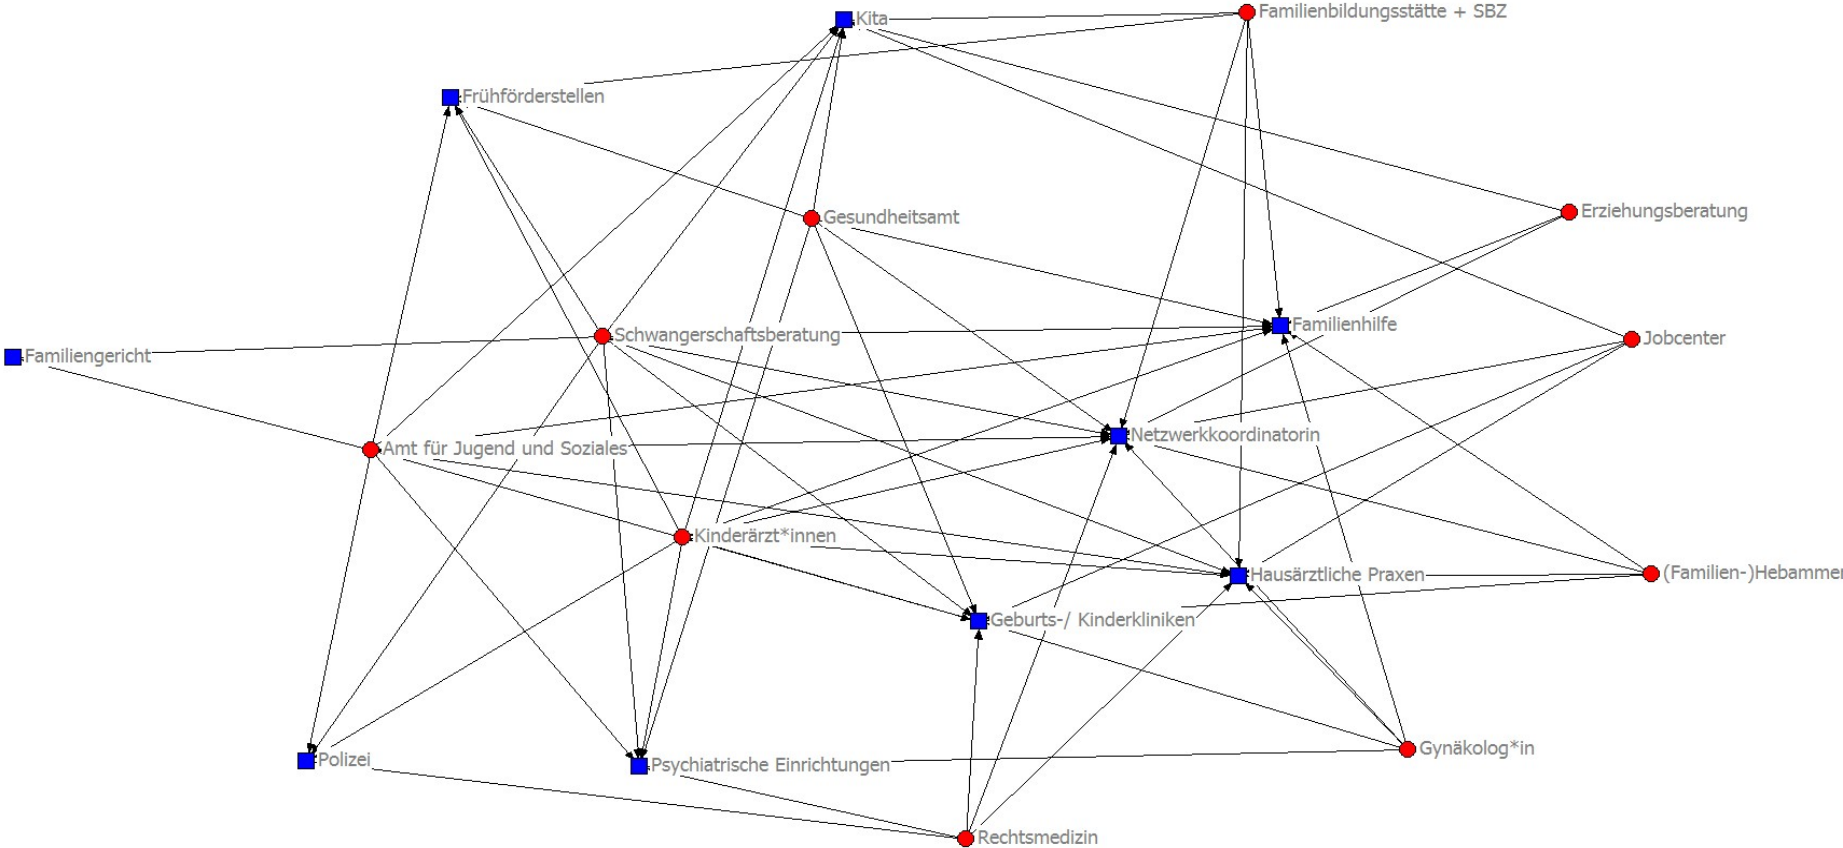 Familienbildungsstätte + SBZ
Kita
Frühförderstellen
Erziehungsberatung
Gesundheitsamt
Familienhilfe
Schwangerschaftsberatung
Jobcenter
Familiengericht
Netzwerkkoordinatorin
Amt für Jugend und Soziales
Kinderärzt*innen
(Familien-)Hebammen
Hausärztliche Praxen
Geburts-/ Kinderkliniken
Gynäkolog*in
Polizei
Psychiatrische Einrichtungen
Rechtsmedizin